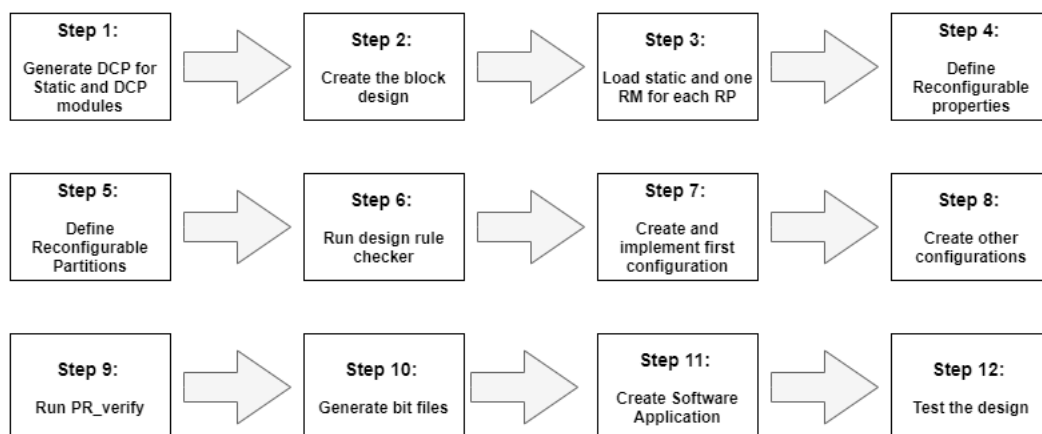 Step 1:
Generate DCP for
Static and DCP
modules
Step 2:
Create the block
design
Step 3:
Load static and one
RM for each RP
Step 4:
Define
Reconfigurable
properties
Step 5:
Define
Reconfigurable
Partitions
Step 6:
Run design rule
checker
Step 7:
Create and
implement first
configuration
Step 8:
Create other
configurations
Step 9:
Run PR_verify
Step 10:
Generate bit files
Step 11:
Create Software
Application
Step 12:
Test the design